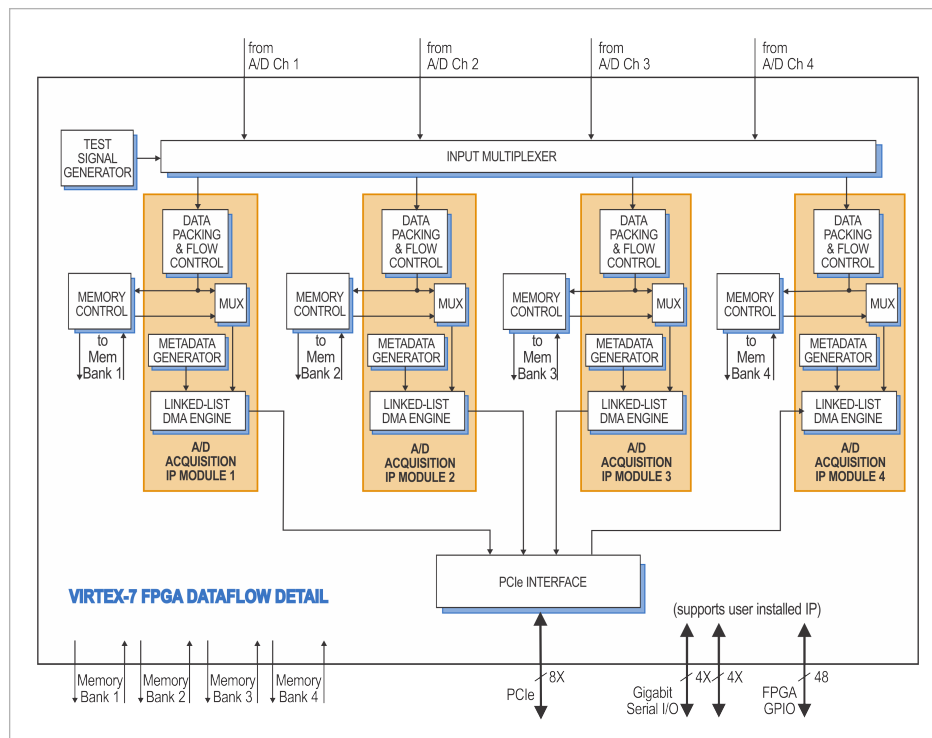 from
A/D Ch 1
from
A/D Ch 2
from
A/D Ch 3
from
A/D Ch 4
TEST
SIGNAL
GENERATOR
INPUT MULTIPLEXER
DATA
PACKING
& FLOW
CONTROL
MEMORY
CONTROL
MUX
to
Mem
Bank 1
METADATA
GENERATOR
LINKED-LIST
DMA ENGINE
A/D
ACQUISITION
IP MODULE 1
DATA
PACKING
& FLOW
CONTROL
MEMORY
CONTROL
MUX
to
Mem
Bank 2
METADATA
GENERATOR
LINKED-LIST
DMA ENGINE
A/D
ACQUISITION
IP MODULE 2
DATA
PACKING
& FLOW
CONTROL
MEMORY
CONTROL
MUX
to
Mem
Bank 3
METADATA
GENERATOR
LINKED-LIST
DMA ENGINE
A/D
ACQUISITION
IP MODULE 3
DATA
PACKING
& FLOW
CONTROL
MEMORY
CONTROL
MUX
to
Mem
Bank 4
METADATA
GENERATOR
LINKED-LIST
DMA ENGINE
A/D
ACQUISITION
IP MODULE 4
PCIe INTERFACE
VIRTEX-7 FPGA DATAFLOW DETAIL
(supports user installed IP)
Memory
Bank 1
Memory
Bank 2
Memory
Bank 3
Memory
Bank 4
8X
PCIe
4X
4X
Gigabit
Serial I/O
48
FPGA
GPIO